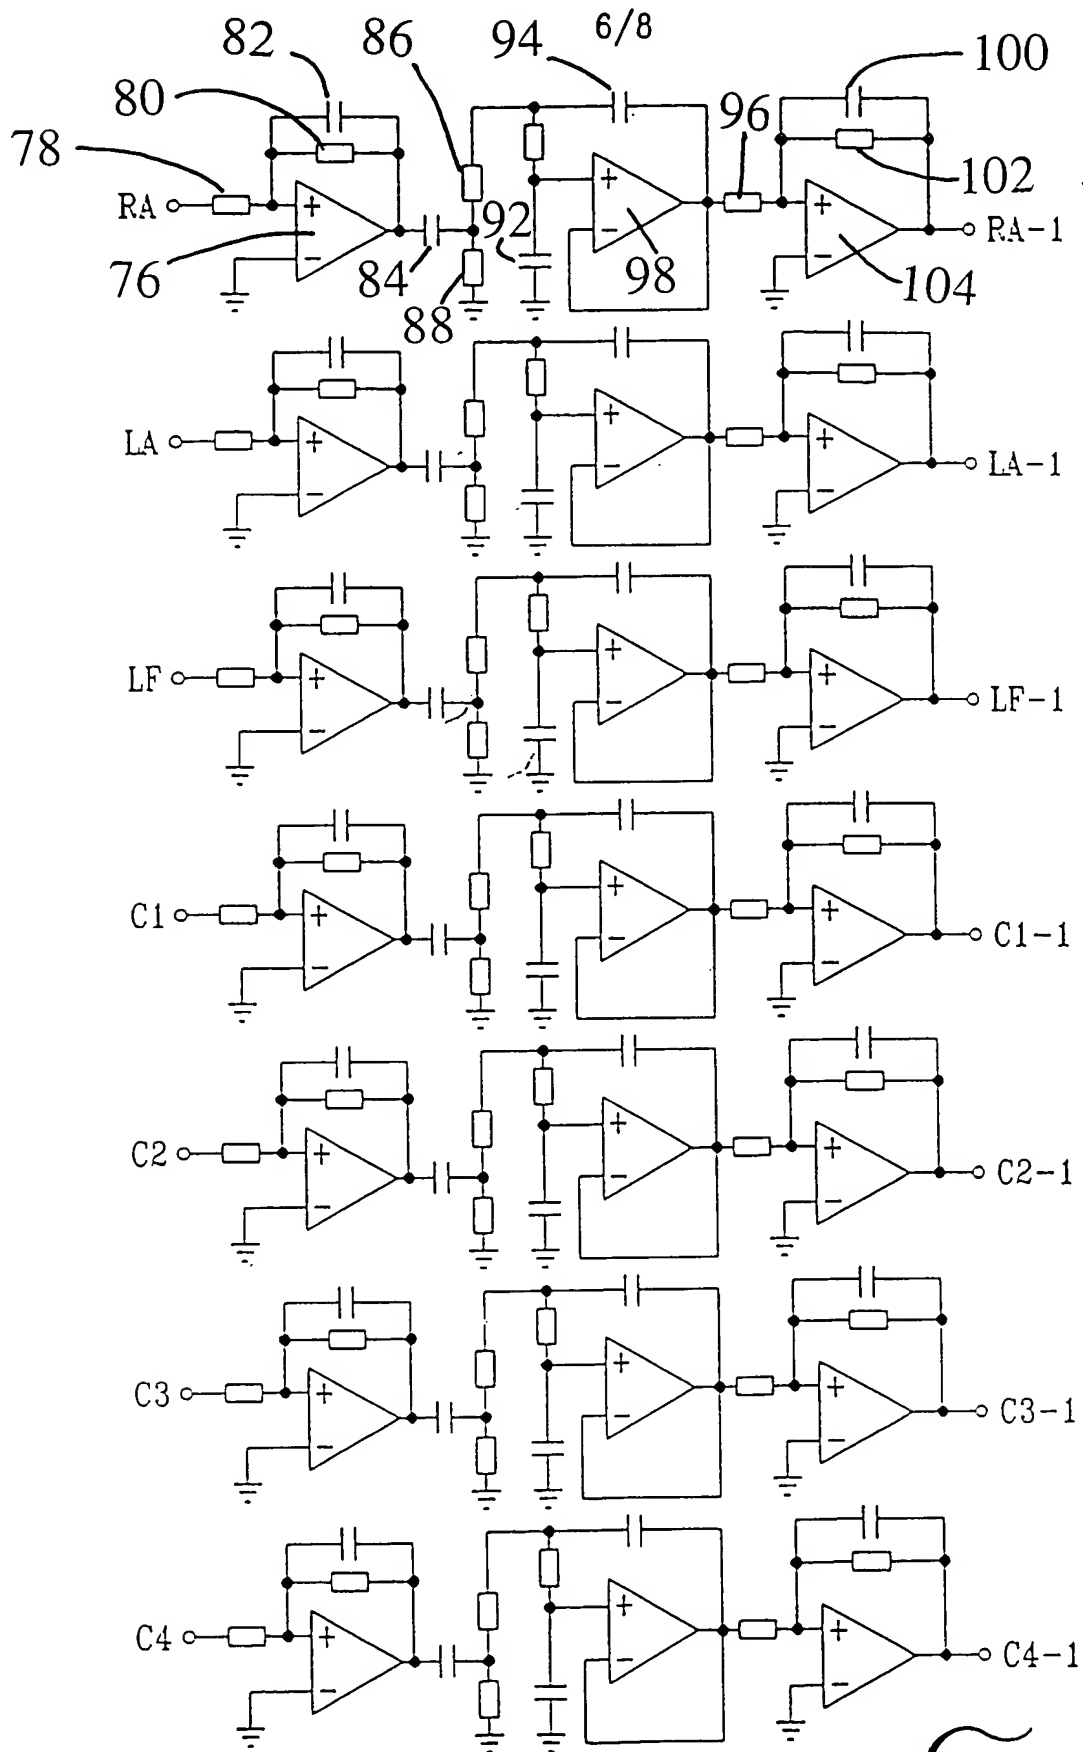 6/8
82 86 94 100
80 96
78 102
RA + + + RA-1
76 − 84 92 − 98 − 104
88
LA + − + − + − LA-1
LF + − + − + − LF-1
C1 + − + − + − C1-1
C2 + − + − + − C2-1
C3 + − + − + − C3-1
C4 + − + − + − C4-1